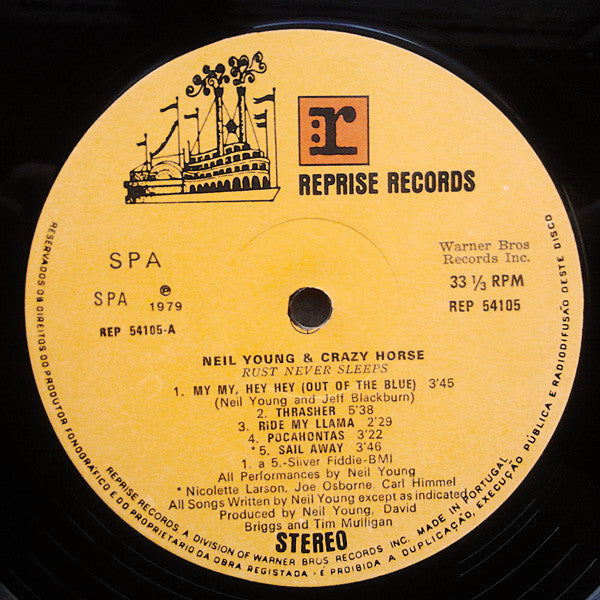 r
REPRISE RECORDS
SPA
SPA ℗ 1979
REP 54105-A
Warner Bros
Records Inc.
33 ⅓ RPM
REP 54105
NEIL YOUNG & CRAZY HORSE
RUST NEVER SLEEPS
1. MY MY, HEY HEY (OUT OF THE BLUE) 3'45
(Neil Young and Jeff Blackburn)
2. THRASHER 5'38
3. RIDE MY LLAMA 2'29
4. POCAHONTAS 3'22
*5. SAIL AWAY 3'46
1. a 5.-Silver Fiddie-BMI
All Performances by Neil Young
* Nicolette Larson, Joe Osborne, Carl Himmel
All Songs Written by Neil Young except as indicated
Produced by Neil Young, David
Briggs and Tim Mulligan
STEREO
RESERVADOS OS DIREITOS DO PRODUTOR FONOGRÁFICO E DO PROPRIETARIO DA OBRA REGISTADA - É PROIBIDA A DUPLICAÇÃO, EXECUÇÃO PÚBLICA E RADIODIFUSÃO DESTE DISCO
REPRISE RECORDS, A DIVISION OF WARNER BROS RECORDS INC. MADE IN PORTUGAL